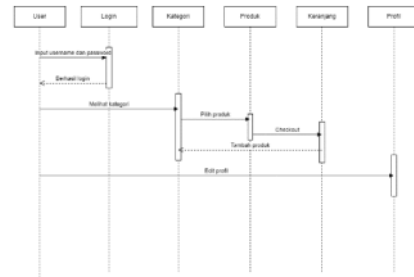 User
Login
Kategori
Produk
Keranjang
Profil
Input username dan password
Berhasil login
Melihat kategori
Pilih produk
Checkout
Tambah produk
Edit profil